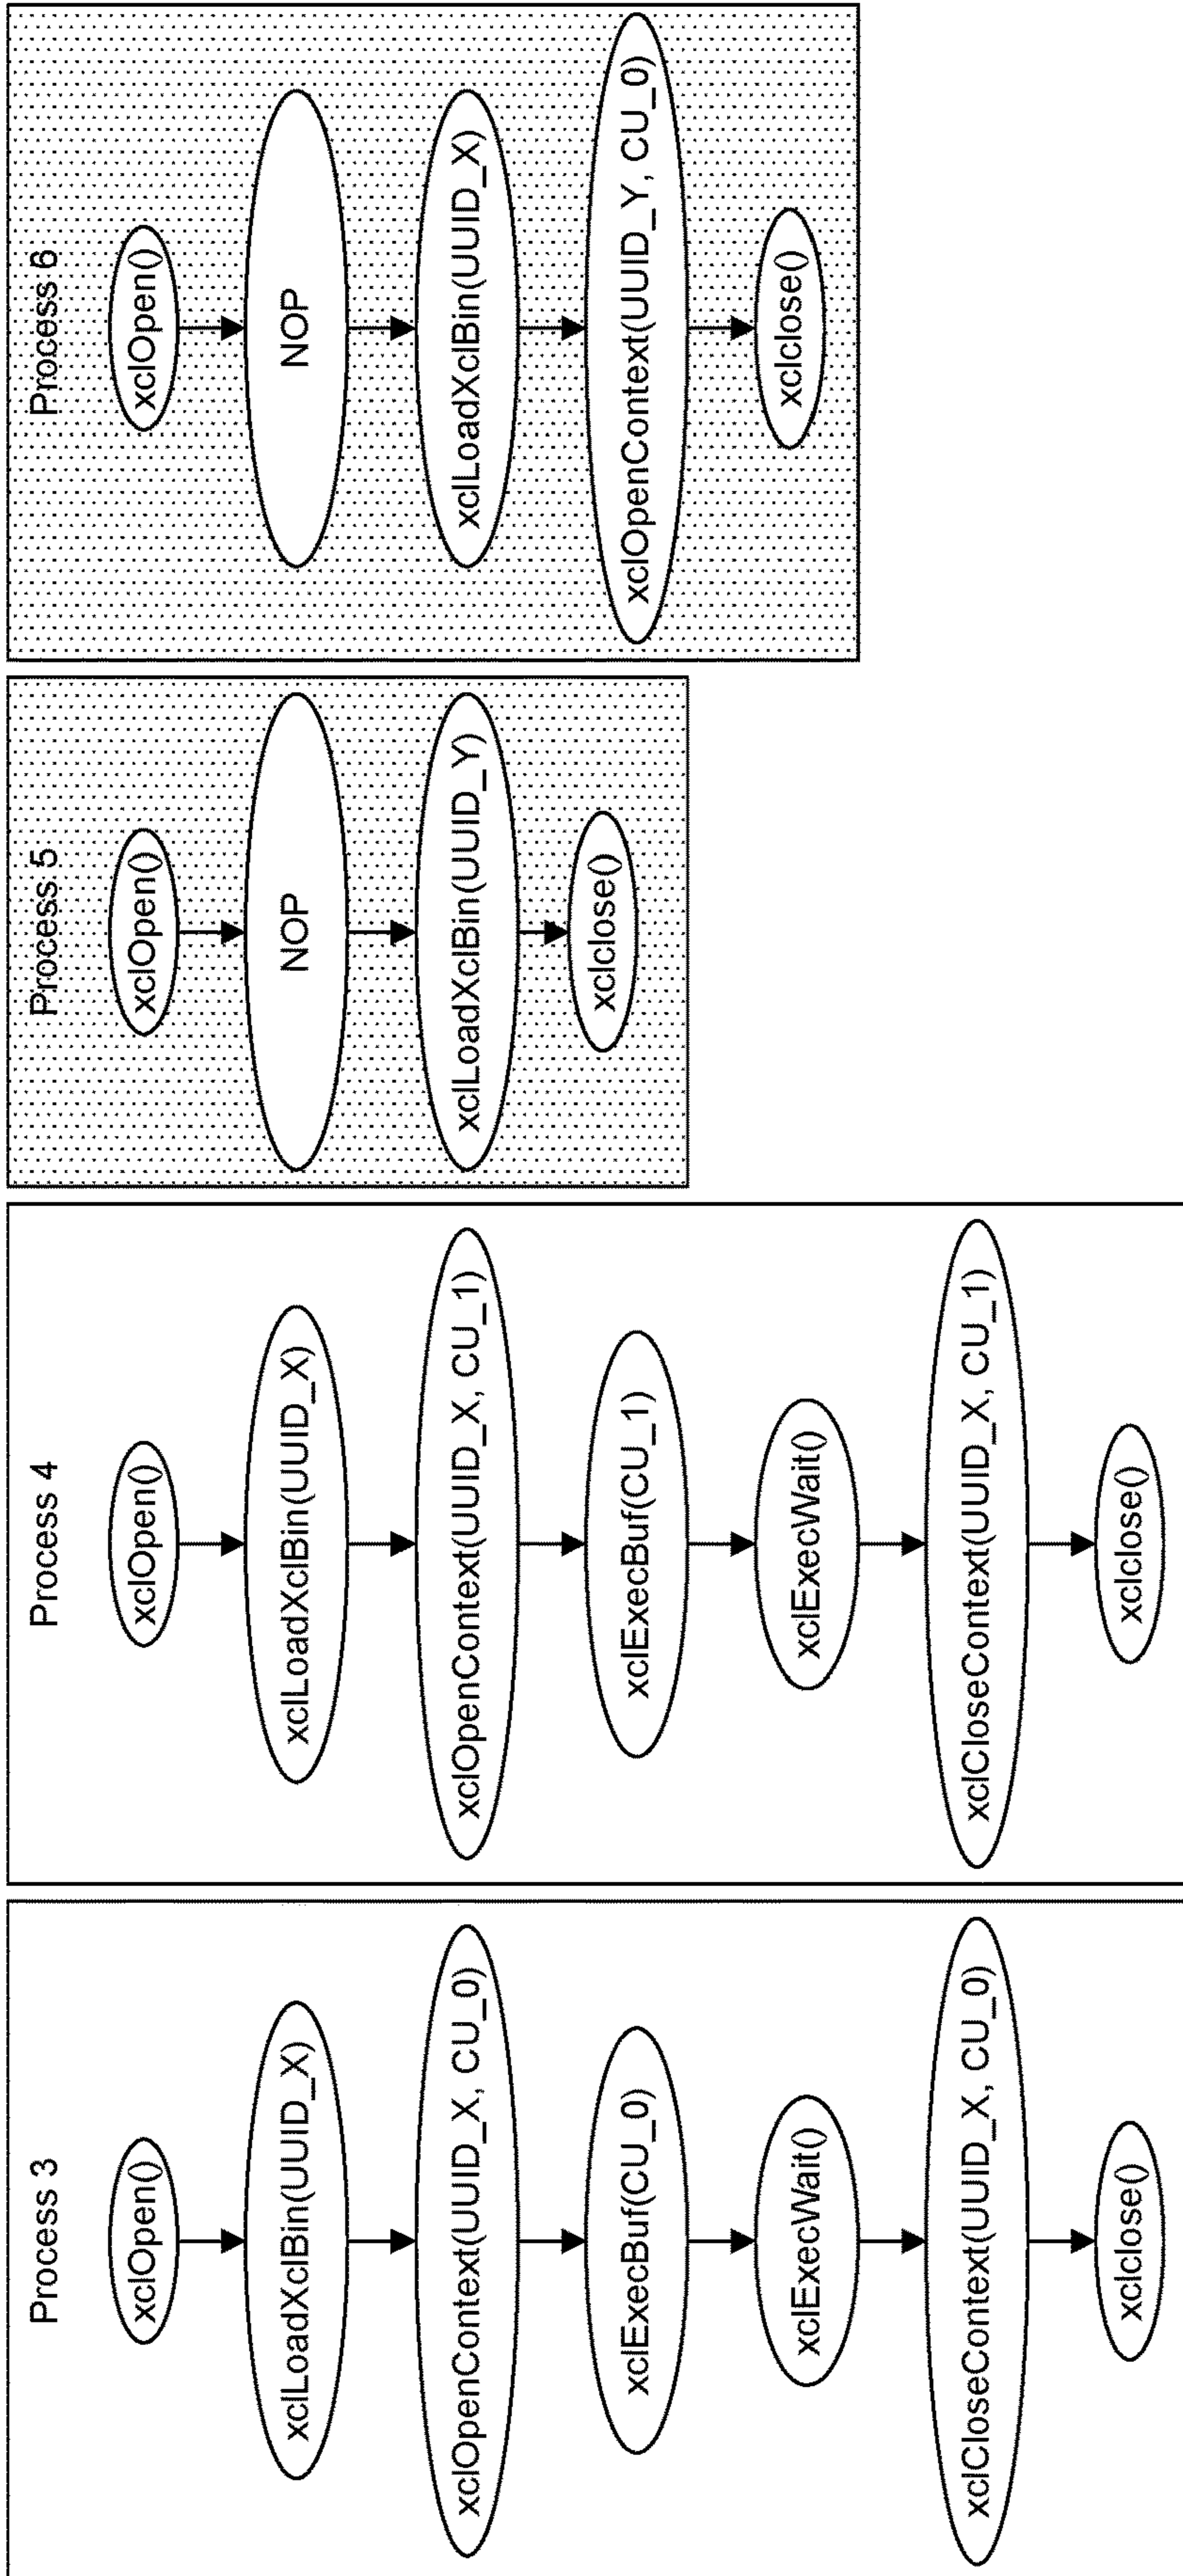 Process 3
xclOpen()
xclLoadXclBin(UUID_X)
xclOpenContext(UUID_X, CU_0)
xclExecBuf(CU_0)
xclExecWait()
xclCloseContext(UUID_X, CU_0)
xclclose()
Process 4
xclOpen()
xclLoadXclBin(UUID_X)
xclOpenContext(UUID_X, CU_1)
xclExecBuf(CU_1)
xclExecWait()
xclCloseContext(UUID_X, CU_1)
xclclose()
Process 5
xclOpen()
NOP
xclLoadXclBin(UUID_Y)
xclclose()
Process 6
xclOpen()
NOP
xclLoadXclBin(UUID_X)
xclOpenContext(UUID_Y, CU_0)
xclclose()